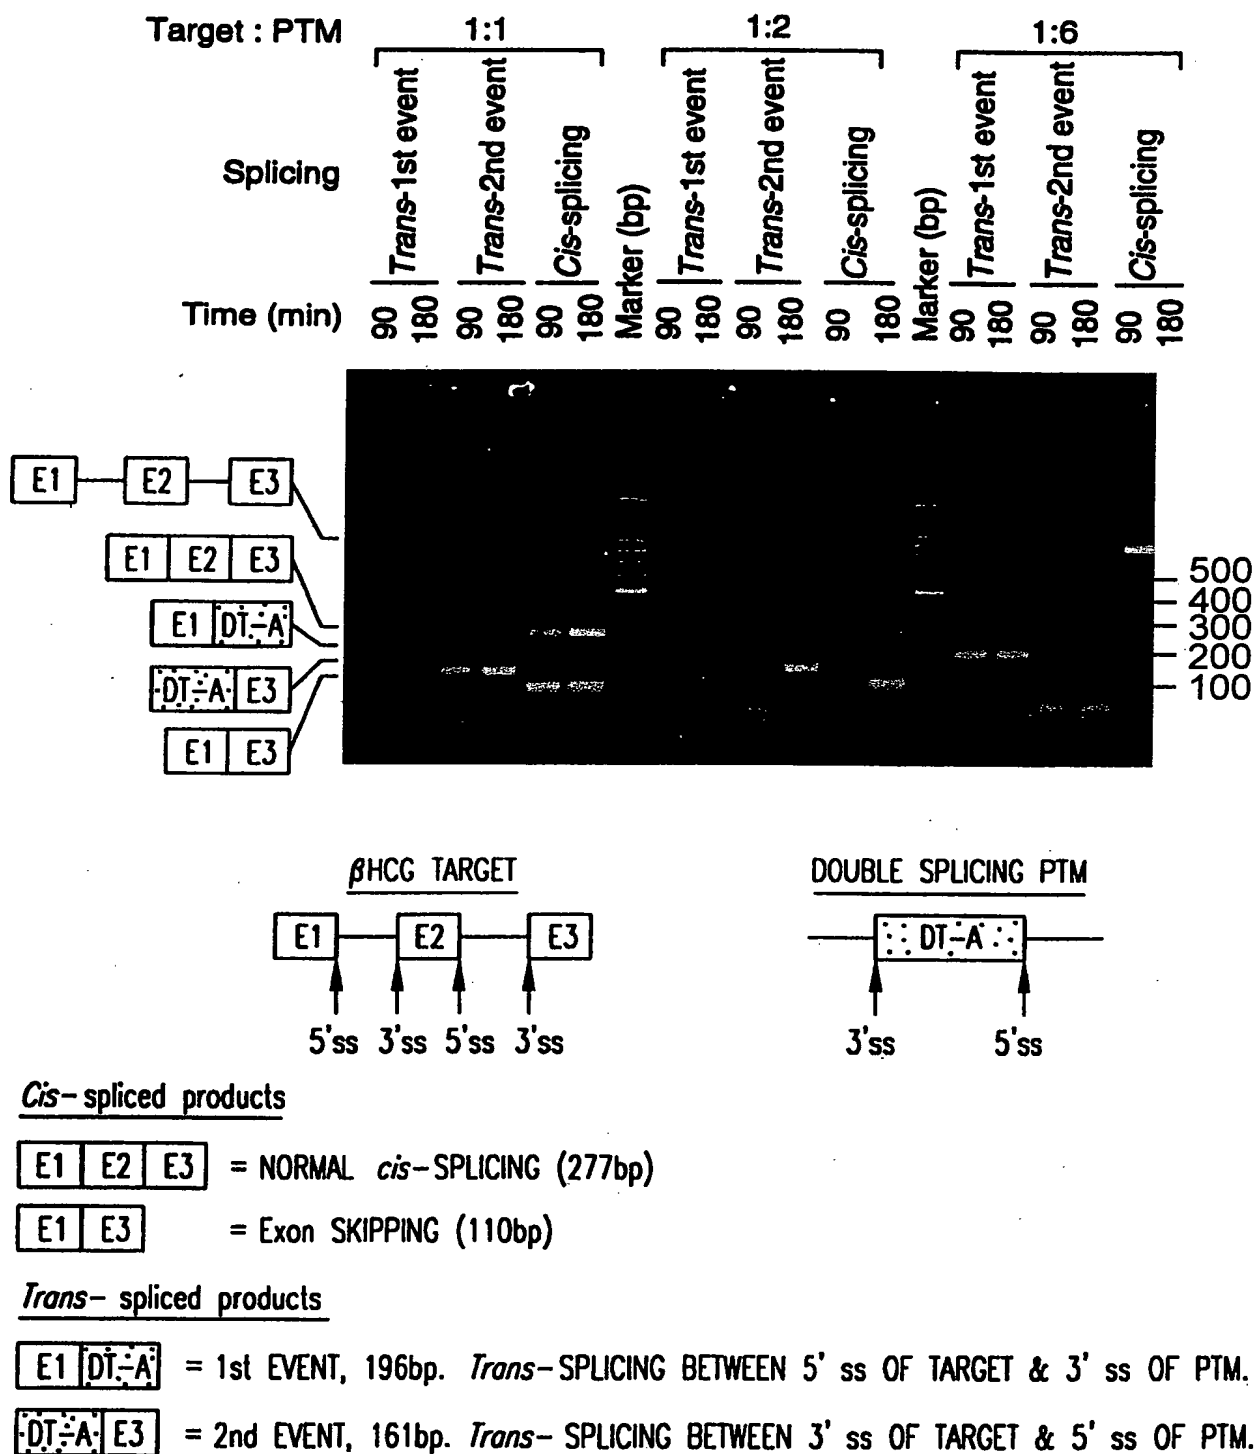 Target : PTM 1:1 1:2 1:6
Splicing Trans-1st event Trans-2nd event Cis-splicing Marker (bp) Trans-1st event Trans-2nd event Cis-splicing Marker (bp) Trans-1st event Trans-2nd event Cis-splicing
Time (min) 90 180 90 180 90 180 90 180 90 180 90 180 90 180 90 180 90 180
E1 E2 E3
E1 E2 E3
E1 DT-A
DT-A E3
E1 E3
500
400
300
200
100
βHCG TARGET
E1 E2 E3
5'ss 3'ss 5'ss 3'ss
DOUBLE SPLICING PTM
DT-A
3'ss 5'ss
Cis-spliced products
E1 E2 E3 = NORMAL cis-SPLICING (277bp)
E1 E3 = Exon SKIPPING (110bp)
Trans- spliced products
E1 DT-A = 1st EVENT, 196bp. Trans-SPLICING BETWEEN 5' ss OF TARGET & 3' ss OF PTM.
DT-A E3 = 2nd EVENT, 161bp. Trans- SPLICING BETWEEN 3' ss OF TARGET & 5' ss OF PTM.